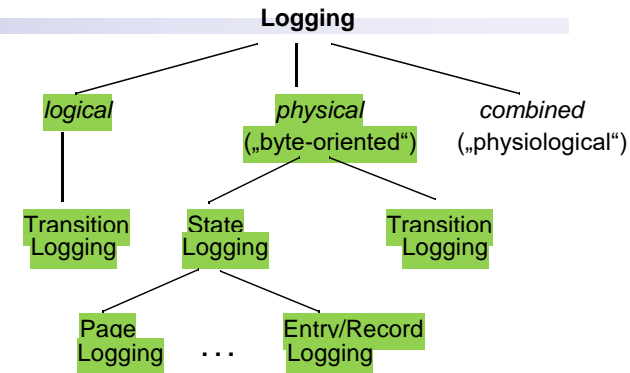 Logging
logical physical combined
(„byte-oriented“) („physiological“)
Transition State Transition
Logging Logging Logging
Page Entry/Record
Logging . . . Logging